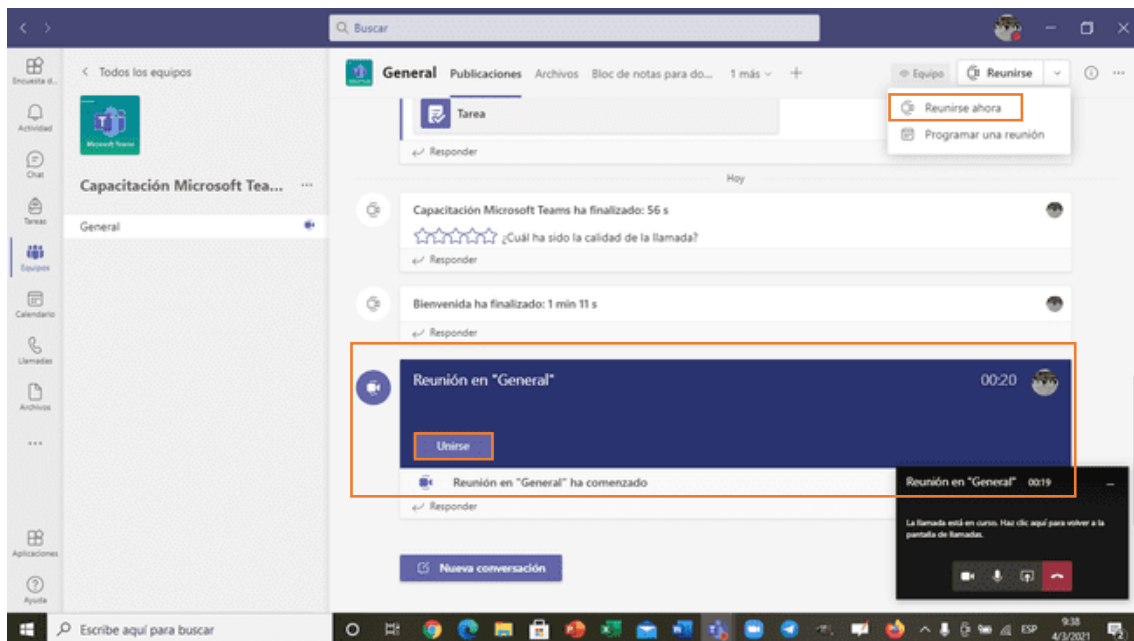 Buscar
Encuesta d...
Actividad
Chat
Tareas
Equipos
Calendario
Llamadas
Archivos
Aplicaciones
Ayuda
Todos los equipos
Microsoft Teams
Capacitación Microsoft Tea...
General
General Publicaciones Archivos Bloc de notas para do... 1 más
Equipo Reunirse
Reunirse ahora
Programar una reunión
Tarea
Responder
Hoy
Capacitación Microsoft Teams ha finalizado: 56 s
¿Cuál ha sido la calidad de la llamada?
Responder
Bienvenida ha finalizado: 1 min 11 s
Responder
Reunión en "General" 00:20
Unirse
Reunión en "General" ha comenzado
Responder
Nueva conversación
Reunión en "General" 00:19
La llamada está en curso. Haz clic aquí para volver a la
pantalla de llamadas.
Escribe aquí para buscar
ESP
9:38
4/3/2021